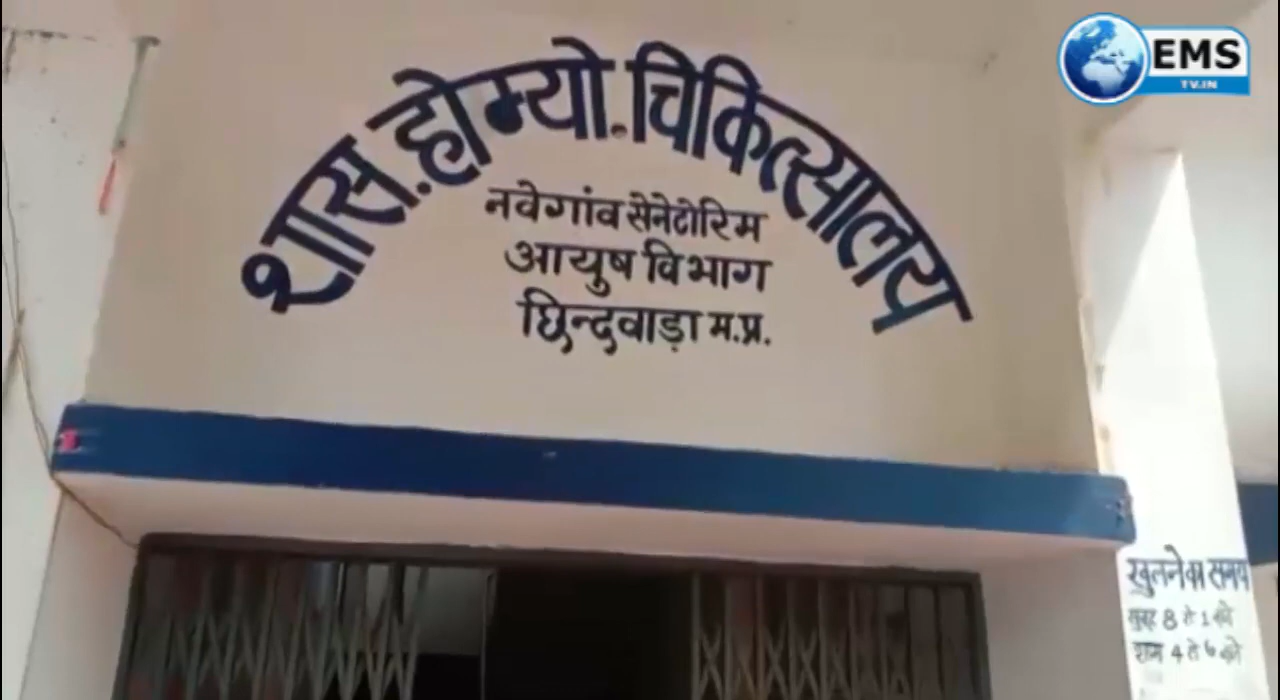 शास. होम्यो. चिकित्सालय
नवेगांव सेनेटोरिम
आयुष विभाग
छिन्दवाड़ा म.प्र.
EMS
TV.IN
खुलने का समय
सुबह 8 से 1 बजे
शाम 4 से 6 बजे